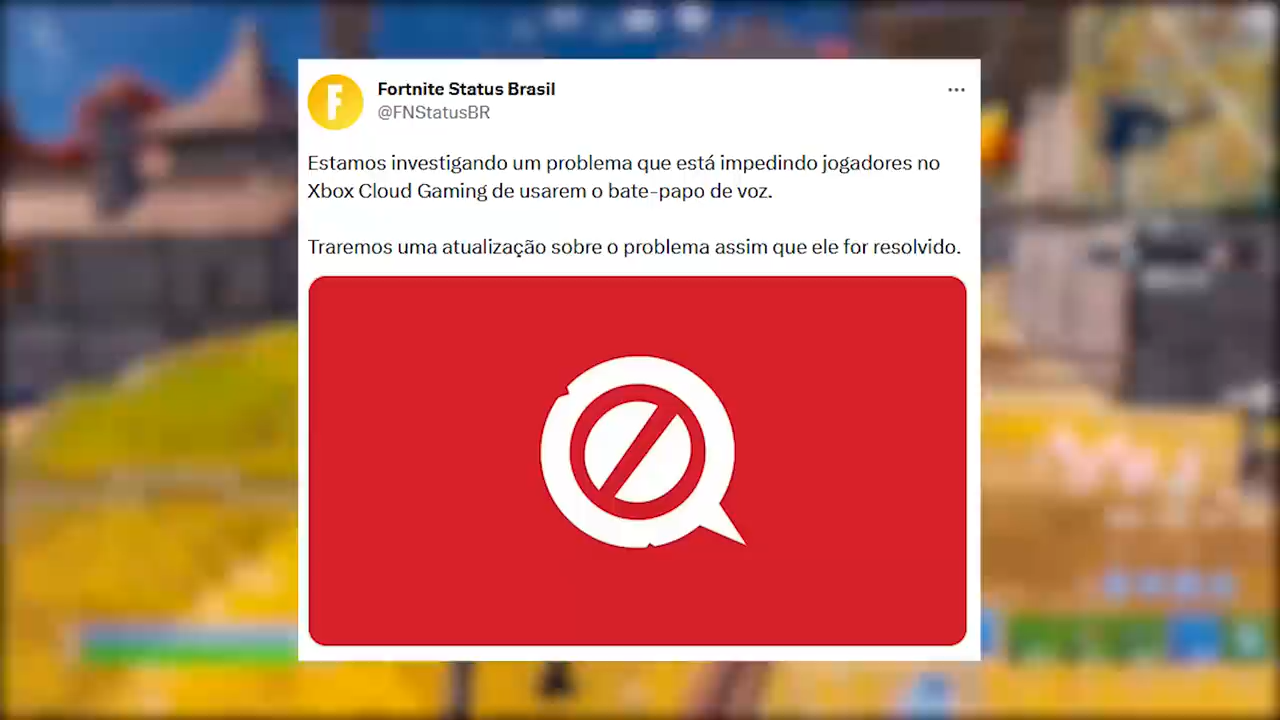 F
Fortnite Status Brasil
@FNStatusBR
Estamos investigando um problema que está impedindo jogadores no
Xbox Cloud Gaming de usarem o bate-papo de voz.
Traremos uma atualização sobre o problema assim que ele for resolvido.